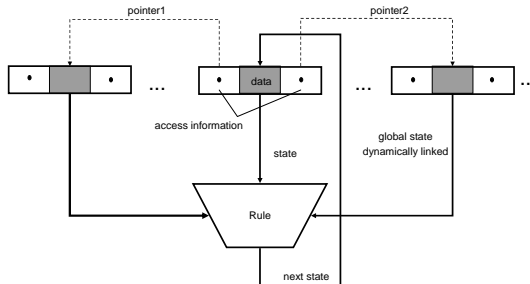 pointer1
pointer2
data
...
...
...
access information
global state
dynamically linked
state
Rule
next state